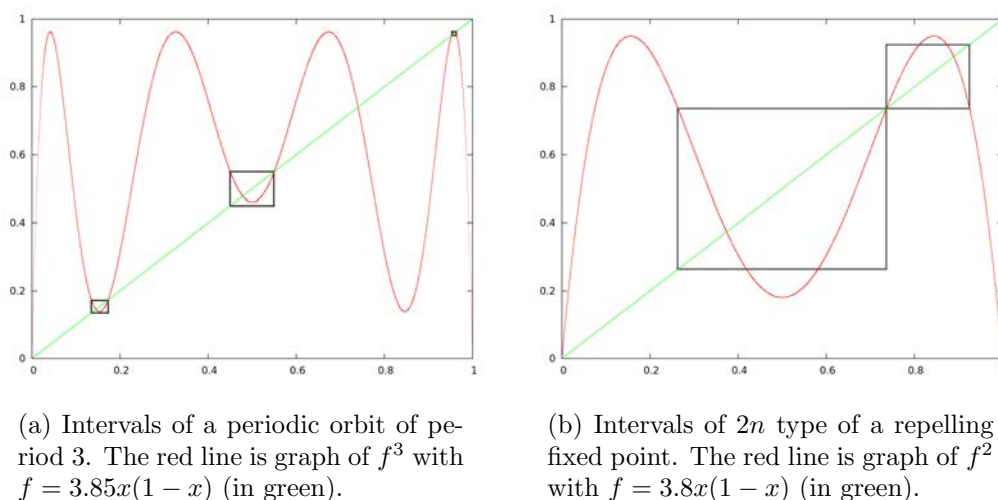 1
0.8
0.6
0.4
0.2
0
0 0.2 0.4 0.6 0.8 1
1
0.8
0.6
0.4
0.2
0
0 0.2 0.4 0.6 0.8
(a) Intervals of a periodic orbit of pe-
riod 3. The red line is graph of f³ with
f = 3.85x(1 − x) (in green).
(b) Intervals of 2n type of a repelling
fixed point. The red line is graph of f²
with f = 3.8x(1 − x) (in green).